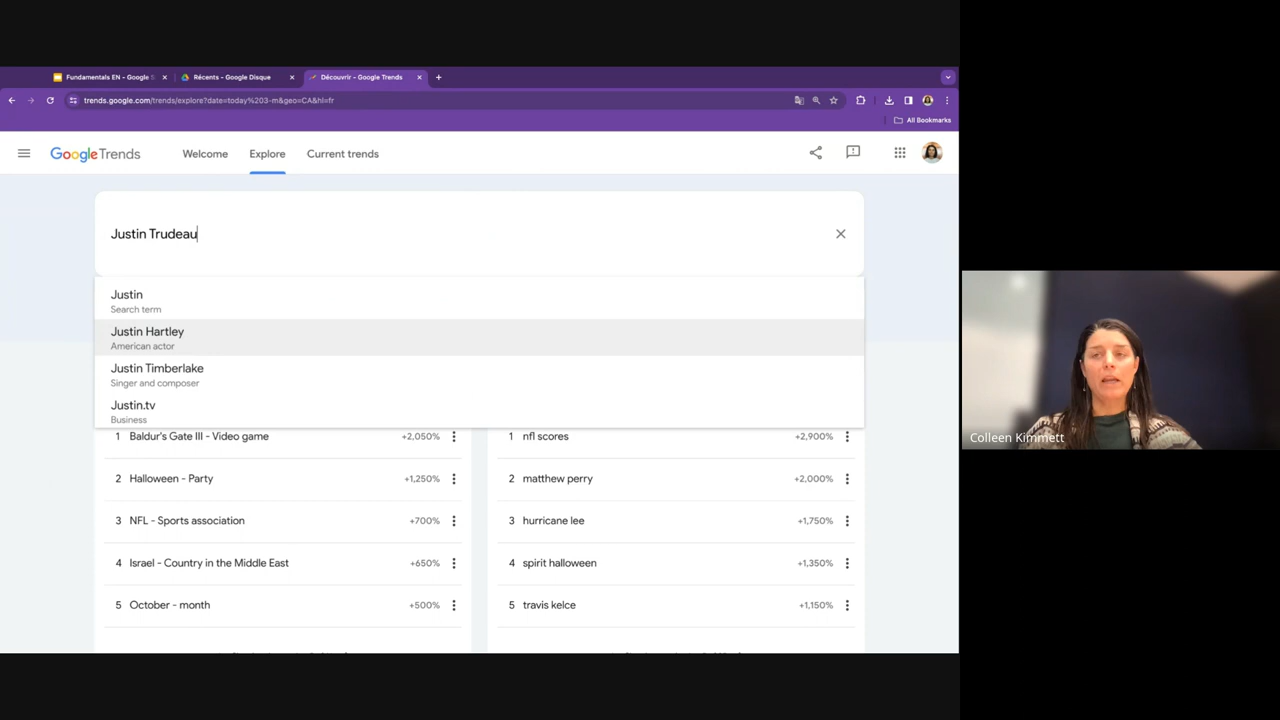 Fundamentals EN - Google S
Récents - Google Disque
Découvrir - Google Trends
trends.google.com/trends/explore?date=today%203-m&geo=CA&hl=fr
All Bookmarks
Google Trends
Welcome
Explore
Current trends
Justin Trudeau
Justin
Search term
Justin Hartley
American actor
Justin Timberlake
Singer and composer
Justin.tv
Business
1 Baldur's Gate III - Video game +2,050%
2 Halloween - Party +1,250%
3 NFL - Sports association +700%
4 Israel - Country in the Middle East +650%
5 October - month +500%
1 nfl scores +2,900%
2 matthew perry +2,000%
3 hurricane lee +1,750%
4 spirit halloween +1,350%
5 travis kelce +1,150%
Colleen Kimmett